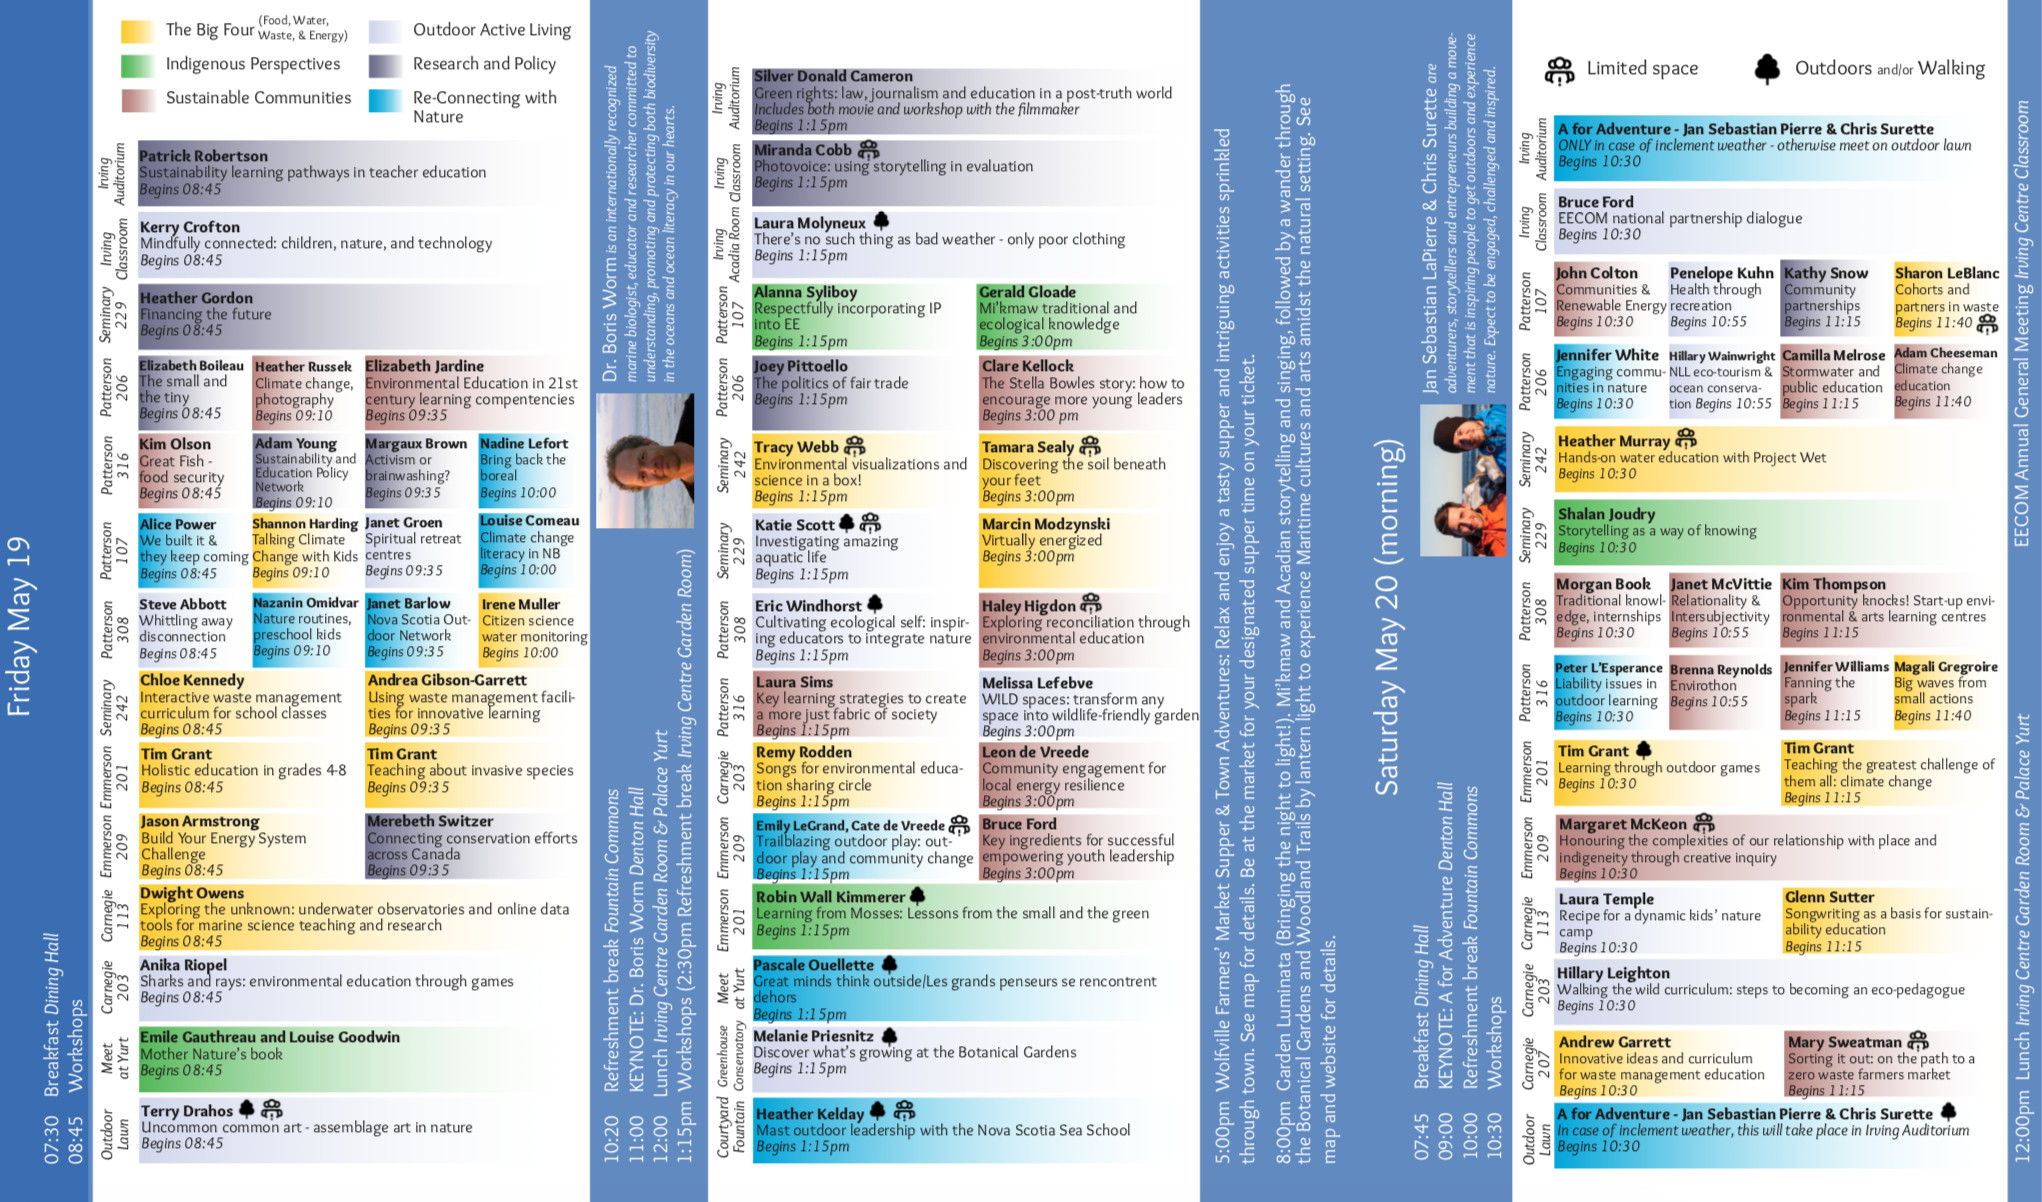 Friday May 19
07:30 Breakfast Dining Hall
08:45 Workshops
The Big Four (Food, Water, Waste, & Energy)
Indigenous Perspectives
Sustainable Communities
Outdoor Active Living
Research and Policy
Re-Connecting with
Nature
Irving
Auditorium
Patrick Robertson
Sustainability learning pathways in teacher education
Begins 08:45
Irving
Classroom
Kerry Crofton
Mindfully connected: children, nature, and technology
Begins 08:45
Seminary
229
Heather Gordon
Financing the future
Begins 08:45
Patterson
206
Elizabeth Boileau
The small and
the tiny
Begins 08:45
Heather Russek
Climate change,
photography
Begins 09:10
Elizabeth Jardine
Environmental Education in 21st
century learning compentencies
Begins 09:35
Patterson
316
Kim Olson
Great Fish -
food security
Begins 08:45
Adam Young
Sustainability and
Education Policy
Network
Begins 09:10
Margaux Brown
Activism or
brainwashing?
Begins 09:35
Nadine Lefort
Bring back the
boreal
Begins 10:00
Patterson
107
Alice Power
We built it &
they keep coming
Begins 08:45
Shannon Harding
Talking Climate
Change with Kids
Begins 09:10
Janet Groen
Spiritual retreat
centres
Begins 09:35
Louise Comeau
Climate change
literacy in NB
Begins 10:00
Patterson
308
Steve Abbott
Whittling away
disconnection
Begins 08:45
Nazanin Omidvar
Nature routines,
preschool kids
Begins 09:10
Janet Barlow
Nova Scotia Out-
door Network
Begins 09:35
Irene Muller
Citizen science
water monitoring
Begins 10:00
Seminary
242
Chloe Kennedy
Interactive waste management
curriculum for school classes
Begins 08:45
Andrea Gibson-Garrett
Using waste management facili-
ties for innovative learning
Begins 09:35
Emmerson
201
Tim Grant
Holistic education in grades 4-8
Begins 08:45
Tim Grant
Teaching about invasive species
Begins 09:35
Emmerson
209
Jason Armstrong
Build Your Energy System
Challenge
Begins 08:45
Merebeth Switzer
Connecting conservation efforts
across Canada
Begins 09:35
Carnegie
113
Dwight Owens
Exploring the unknown: underwater observatories and online data
tools for marine science teaching and research
Begins 08:45
Carnegie
203
Anika Riopel
Sharks and rays: environmental education through games
Begins 08:45
Meet
at Yurt
Emile Gauthreau and Louise Goodwin
Mother Nature's book
Begins 08:45
Outdoor
Lawn
Terry Drahos
Uncommon common art - assemblage art in nature
Begins 08:45
10:20 Refreshment break Fountain Commons
11:00 KEYNOTE: Dr. Boris Worm Denton Hall
12:00 Lunch Irving Centre Garden Room & Palace Yurt
1:15pm Workshops (2:30pm Refreshment break Irving Centre Garden Room)
Dr. Boris Worm is an internationally recognized
marine biologist, educator and researcher committed to
understanding, promoting and protecting both biodiversity
in the oceans and ocean literacy in our hearts.
Irving
Auditorium
Silver Donald Cameron
Green rights: law, journalism and education in a post-truth world
Includes both movie and workshop with the filmmaker
Begins 1:15pm
Irving
Classroom
Miranda Cobb
Photovoice: using storytelling in evaluation
Begins 1:15pm
Irving
Acadia Room
Laura Molyneux
There's no such thing as bad weather - only poor clothing
Begins 1:15pm
Patterson
107
Alanna Syliboy
Respectfully incorporating IP
into EE
Begins 1:15pm
Gerald Gloade
Mi'kmaw traditional and
ecological knowledge
Begins 3:00pm
Patterson
206
Joey Pittoello
The politics of fair trade
Begins 1:15pm
Clare Kellock
The Stella Bowles story: how to
encourage more young leaders
Begins 3:00 pm
Seminary
242
Tracy Webb
Environmental visualizations and
science in a box!
Begins 1:15pm
Tamara Sealy
Discovering the soil beneath
your feet
Begins 3:00pm
Seminary
229
Katie Scott
Investigating amazing
aquatic life
Begins 1:15pm
Marcin Modzynski
Virtually energized
Begins 3:00pm
Patterson
308
Eric Windhorst
Cultivating ecological self: inspir-
ing educators to integrate nature
Begins 1:15pm
Haley Higdon
Exploring reconciliation through
environmental education
Begins 3:00pm
Patterson
316
Laura Sims
Key learning strategies to create
a more just fabric of society
Begins 1:15pm
Melissa Lefebve
WILD spaces: transform any
space into wildlife-friendly garden
Begins 3:00pm
Carnegie
203
Remy Rodden
Songs for environmental educa-
tion sharing circle
Begins 1:15pm
Leon de Vreede
Community engagement for
local energy resilience
Begins 3:00pm
Emmerson
209
Emily LeGrand, Cate de Vreede
Trailblazing outdoor play: out-
door play and community change
Begins 1:15pm
Bruce Ford
Key ingredients for successful
empowering youth leadership
Begins 3:00pm
Emmerson
201
Robin Wall Kimmerer
Learning from Mosses: Lessons from the small and the green
Begins 1:15pm
Meet
at Yurt
Pascale Ouellette
Great minds think outside/Les grands penseurs se rencontrent
dehors
Begins 1:15pm
Greenhouse
Conservatory
Melanie Priesnitz
Discover what's growing at the Botanical Gardens
Begins 1:15pm
Courtyard
Fountain
Heather Kelday
Mast outdoor leadership with the Nova Scotia Sea School
Begins 1:15pm
5:00pm Wolfville Farmers' Market Supper & Town Adventures: Relax and enjoy a tasty supper and intriguing activities sprinkled
through town. See map for details. Be at the market for your designated supper time on your ticket.
8:00pm Garden Luminata (Bringing the night to light!). Mi'kmaw and Acadian storytelling and singing, followed by a wander through
the Botanical Gardens and Woodland Trails by lantern light to experience Maritime cultures and arts amidst the natural setting. See
map and website for details.
Saturday May 20 (morning)
07:45 Breakfast Dining Hall
09:00 KEYNOTE: A for Adventure Denton Hall
10:00 Refreshment break Fountain Commons
10:30 Workshops
Jan Sebastian LaPierre & Chris Surette are
adventurers, storytellers and entrepreneurs building a move-
ment that is inspiring people to get outdoors and experience
nature. Expect to be engaged, challenged and inspired.
Limited space
Outdoors and/or Walking
Irving
Auditorium
A for Adventure - Jan Sebastian Pierre & Chris Surette
ONLY in case of inclement weather - otherwise meet on outdoor lawn
Begins 10:30
Irving
Classroom
Bruce Ford
EECOM national partnership dialogue
Begins 10:30
Patterson
107
John Colton
Communities &
Renewable Energy
Begins 10:30
Penelope Kuhn
Health through
recreation
Begins 10:55
Kathy Snow
Community
partnerships
Begins 11:15
Sharon LeBlanc
Cohorts and
partners in waste
Begins 11:40
Patterson
206
Jennifer White
Engaging commu-
nities in nature
Begins 10:30
Hillary Wainwright
NLL eco-tourism &
ocean conserva-
tion Begins 10:55
Camilla Melrose
Stormwater and
public education
Begins 11:15
Adam Cheeseman
Climate change
education
Begins 11:40
Seminary
242
Heather Murray
Hands-on water education with Project Wet
Begins 10:30
Seminary
229
Shalan Joudry
Storytelling as a way of knowing
Begins 10:30
Patterson
308
Morgan Book
Traditional knowl-
edge, internships
Begins 10:30
Janet McVittie
Relationality &
Intersubjectivity
Begins 10:55
Kim Thompson
Opportunity knocks! Start-up envi-
ronmental & arts learning centres
Begins 11:15
Patterson
316
Peter L'Esperance
Liability issues in
outdoor learning
Begins 10:30
Brenna Reynolds
Envirothon
Begins 10:55
Jennifer Williams
Fanning the
spark
Begins 11:15
Magali Gregroire
Big waves from
small actions
Begins 11:40
Emmerson
201
Tim Grant
Learning through outdoor games
Begins 10:30
Tim Grant
Teaching the greatest challenge of
them all: climate change
Begins 11:15
Emmerson
209
Margaret McKeon
Honouring the complexities of our relationship with place and
indigeneity through creative inquiry
Begins 10:30
Carnegie
113
Laura Temple
Recipe for a dynamic kids' nature
camp
Begins 10:30
Glenn Sutter
Songwriting as a basis for sustain-
ability education
Begins 11:15
Carnegie
203
Hillary Leighton
Walking the wild curriculum: steps to becoming an eco-pedagogue
Begins 10:30
Carnegie
207
Andrew Garrett
Innovative ideas and curriculum
for waste management education
Begins 10:30
Mary Sweatman
Sorting it out: on the path to a
zero waste farmers market
Begins 11:15
Outdoor
Lawn
A for Adventure - Jan Sebastian Pierre & Chris Surette
In case of inclement weather, this will take place in Irving Auditorium
Begins 10:30
12:00pm Lunch Irving Centre Garden Room & Palace Yurt
EECOM Annual General Meeting Irving Centre Classroom